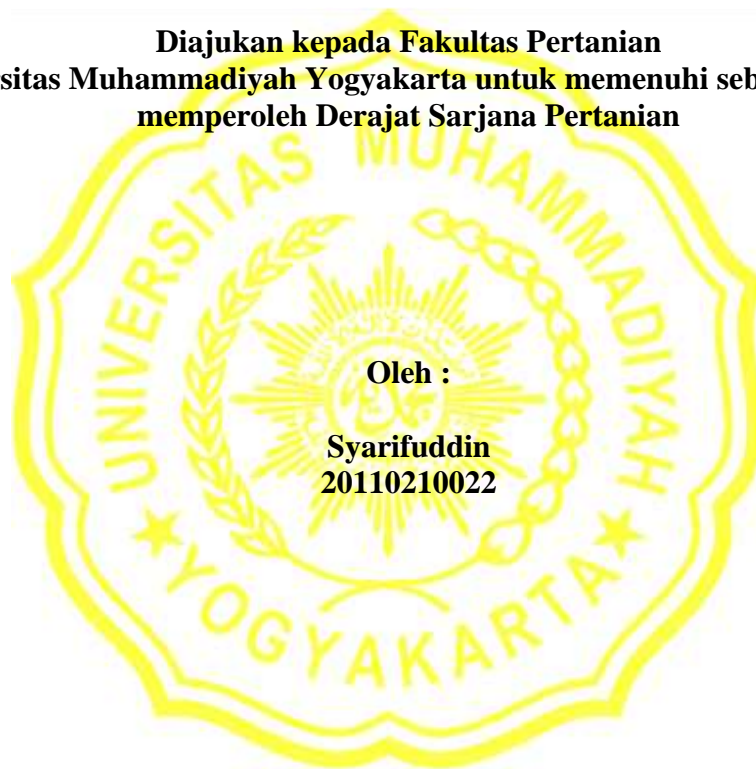 Diajukan kepada Fakultas Pertanian
sitas Muhammadiyah Yogyakarta untuk memenuhi seb
memperoleh Derajat Sarjana Pertanian
UNIVERSITAS MUHAMMADIYAH
Oleh :
Syarifuddin
20110210022
YOGYAKARTA